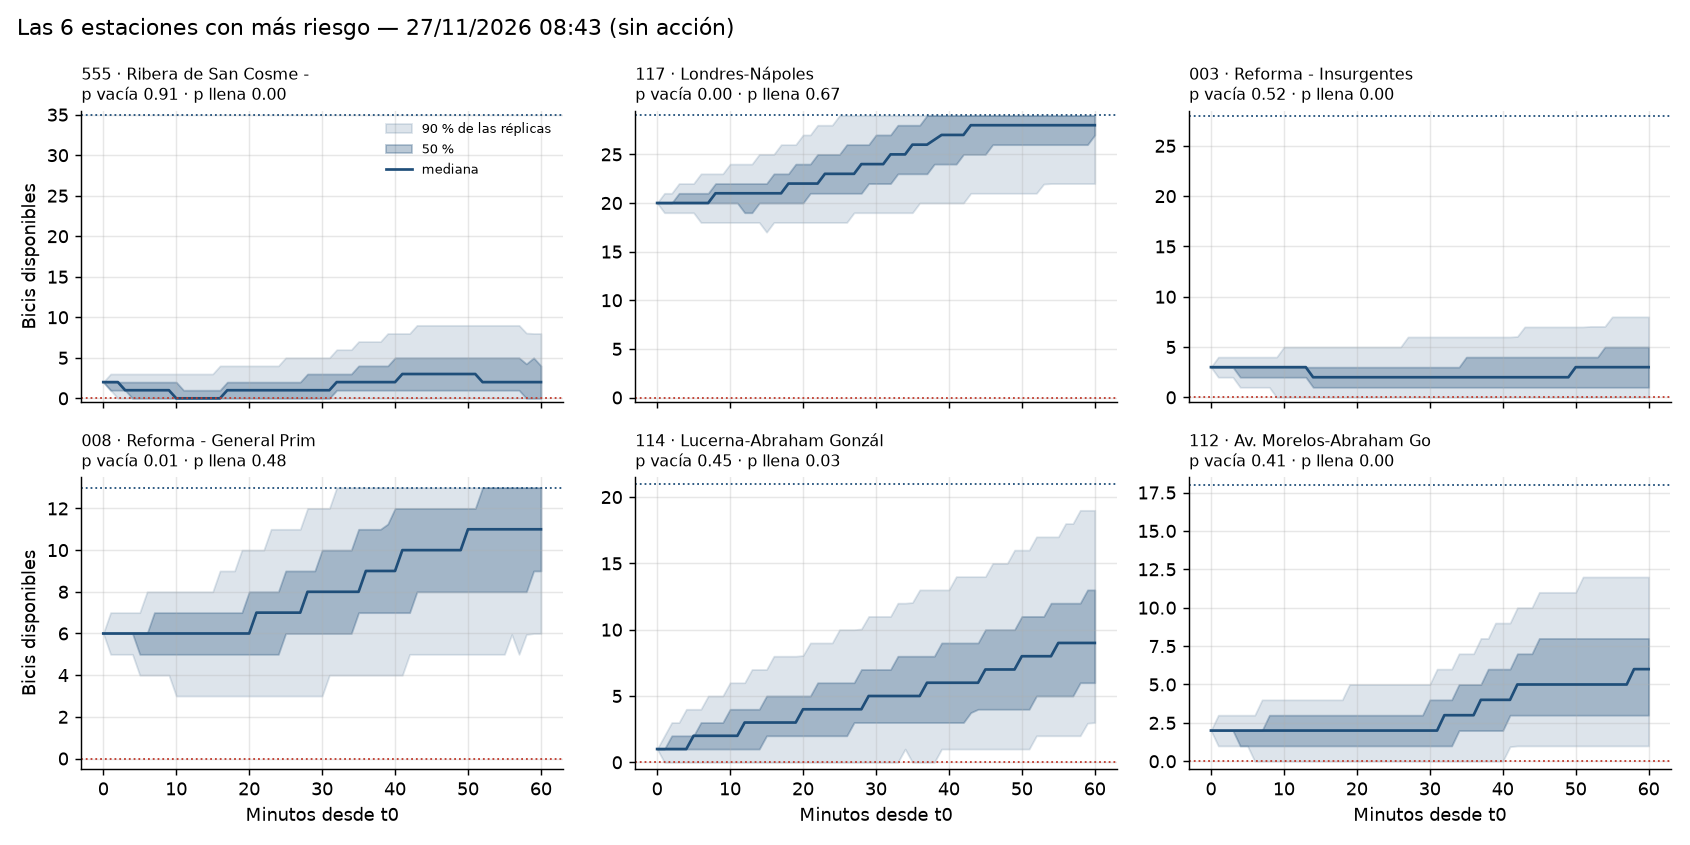 Las 6 estaciones con más riesgo — 27/11/2026 08:43 (sin acción)
555 · Ribera de San Cosme -
p vacía 0.91 · p llena 0.00
35
30
25
20
15
10
5
0
Bicis disponibles
90 % de las réplicas
50 %
mediana
0 10 20 30 40 50 60
117 · Londres-Nápoles
p vacía 0.00 · p llena 0.67
25
20
15
10
5
0
003 · Reforma - Insurgentes
p vacía 0.52 · p llena 0.00
25
20
15
10
5
0
008 · Reforma - General Prim
p vacía 0.01 · p llena 0.48
12
10
8
6
4
2
0
Bicis disponibles
0 10 20 30 40 50 60
Minutos desde t0
114 · Lucerna-Abraham Gonzál
p vacía 0.45 · p llena 0.03
20
15
10
5
0
0 10 20 30 40 50 60
Minutos desde t0
112 · Av. Morelos-Abraham Go
p vacía 0.41 · p llena 0.00
17.5
15.0
12.5
10.0
7.5
5.0
2.5
0.0
0 10 20 30 40 50 60
Minutos desde t0